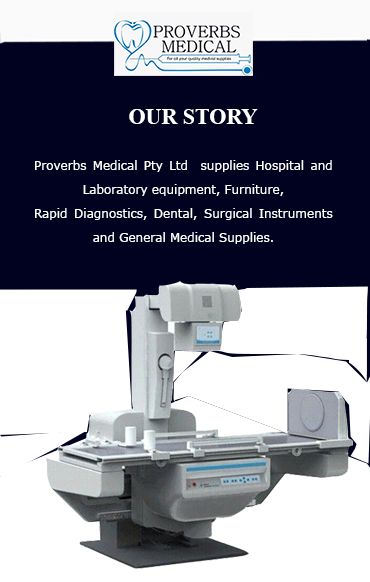 PROVERBS
MEDICAL
For all your quality medical supplies
OUR STORY
Proverbs Medical Pty Ltd supplies Hospital and
Laboratory equipment, Furniture,
Rapid Diagnostics, Dental, Surgical Instruments
and General Medical Supplies.